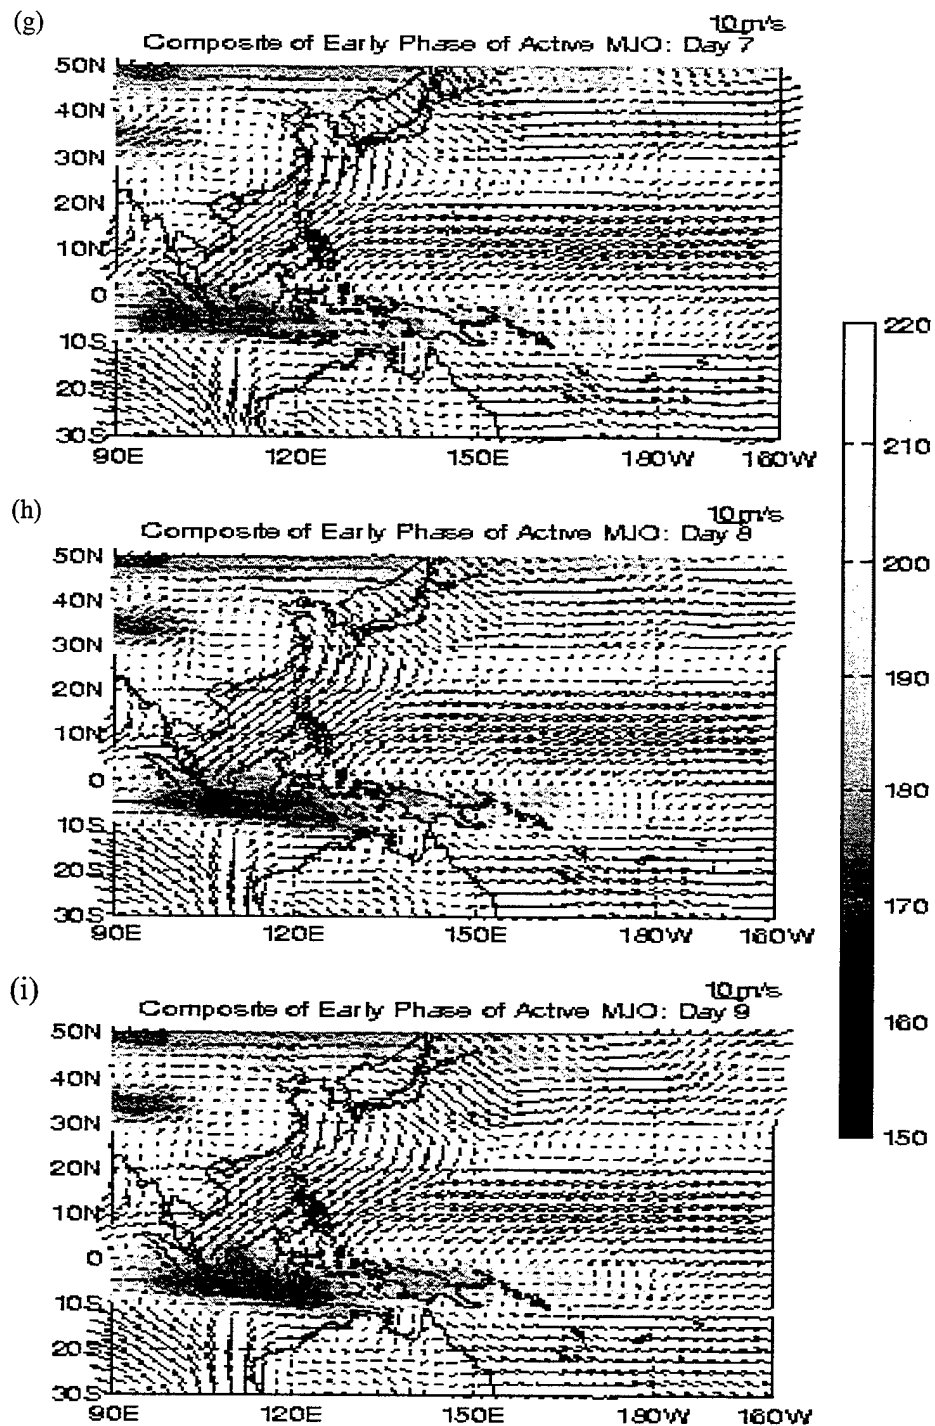 (g)
10 m/s
Composite of Early Phase of Active MJO: Day 7
50N
40N
30N
20N
10N
0
10S
20S
30S
90E 120E 150E 180W 160W
(h)
10 m/s
Composite of Early Phase of Active MJO: Day 8
50N
40N
30N
20N
10N
0
10S
20S
30S
90E 120E 150E 180W 160W
(i)
10 m/s
Composite of Early Phase of Active MJO: Day 9
50N
40N
30N
20N
10N
0
10S
20S
30S
90E 120E 150E 180W 160W
220
210
200
190
180
170
160
150